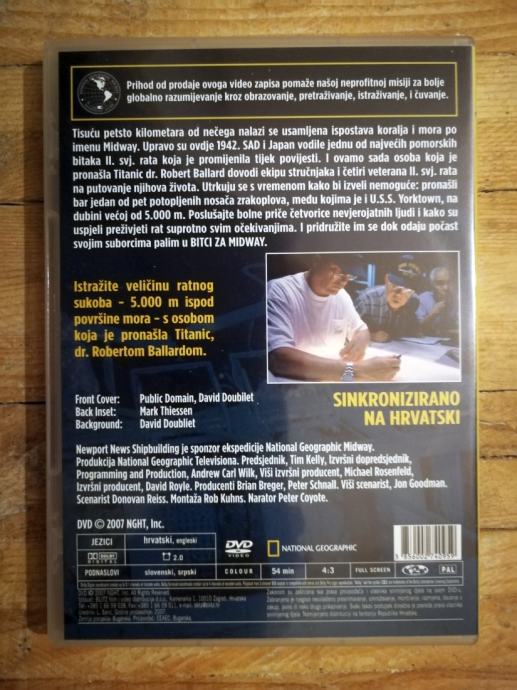 Prihod od prodaje ovoga video zapisa pomaže našoj neprofitnoj misiji za bolje
globalno razumijevanje kroz obrazovanje, pretraživanje, istraživanje, i čuvanje.
Tisuću petsto kilometara od nečega nalazi se usamljena ispostava koralja i mora po
imenu Midway. Upravo su ovdje 1942. SAD i Japan vodile jednu od najvećih pomorskih
bitaka II. svj. rata koja je promijenila tijek povijesti. I ovamo sada osoba koja je
pronašla Titanic dr. Robert Ballard dovodi ekipu stručnjaka i četiri veterana II. svj. rata
na putovanje njihova života. Utrkuju se s vremenom kako bi izveli nemoguće: pronašli
bar jedan od pet potopljenih nosača zrakoplova, među kojima je i U.S.S. Yorktown, na
dubini većoj od 5.000 m. Poslušajte bolne priče četvorice nevjerojatnih ljudi i kako su
uspjeli preživjeti rat suprotno svim očekivanjima. I pridružite im se dok odaju počast
svojim suborcima palim u BITCI ZA MIDWAY.
Istražite veličinu ratnog
sukoba - 5.000 m ispod
površine mora - s osobom
koja je pronašla Titanic,
dr. Robertom Ballardom.
SINKRONIZIRANO
NA HRVATSKI
Front Cover: Public Domain, David Doubilet
Back Inset: Mark Thiessen
Background: David Doubliet
Newport News Shipbuilding je sponzor ekspedicije National Geographic Midway.
Produkcija National Geographic Televisiona. Predsjednik, Tim Kelly, Izvršni dopredsjednik,
Programming and Production, Andrew Carl Wilk, Viši izvršni producent, Michael Rosenfeld,
Izvršni producent, David Royle. Producenti Brian Breger, Peter Schnall. Viši scenarist, Jon Goodman.
Scenarist Donovan Reiss. Montaža Rob Kuhns. Narator Peter Coyote.
DVD © 2007 NGHT, Inc.
JEZICI hrvatski, engleski
DOLBY DIGITAL 2.0
DVD VIDEO
NATIONAL GEOGRAPHIC
PODNASLOVI slovenski, srpski COLOUR 54 min 4:3 FULL SCREEN PAL